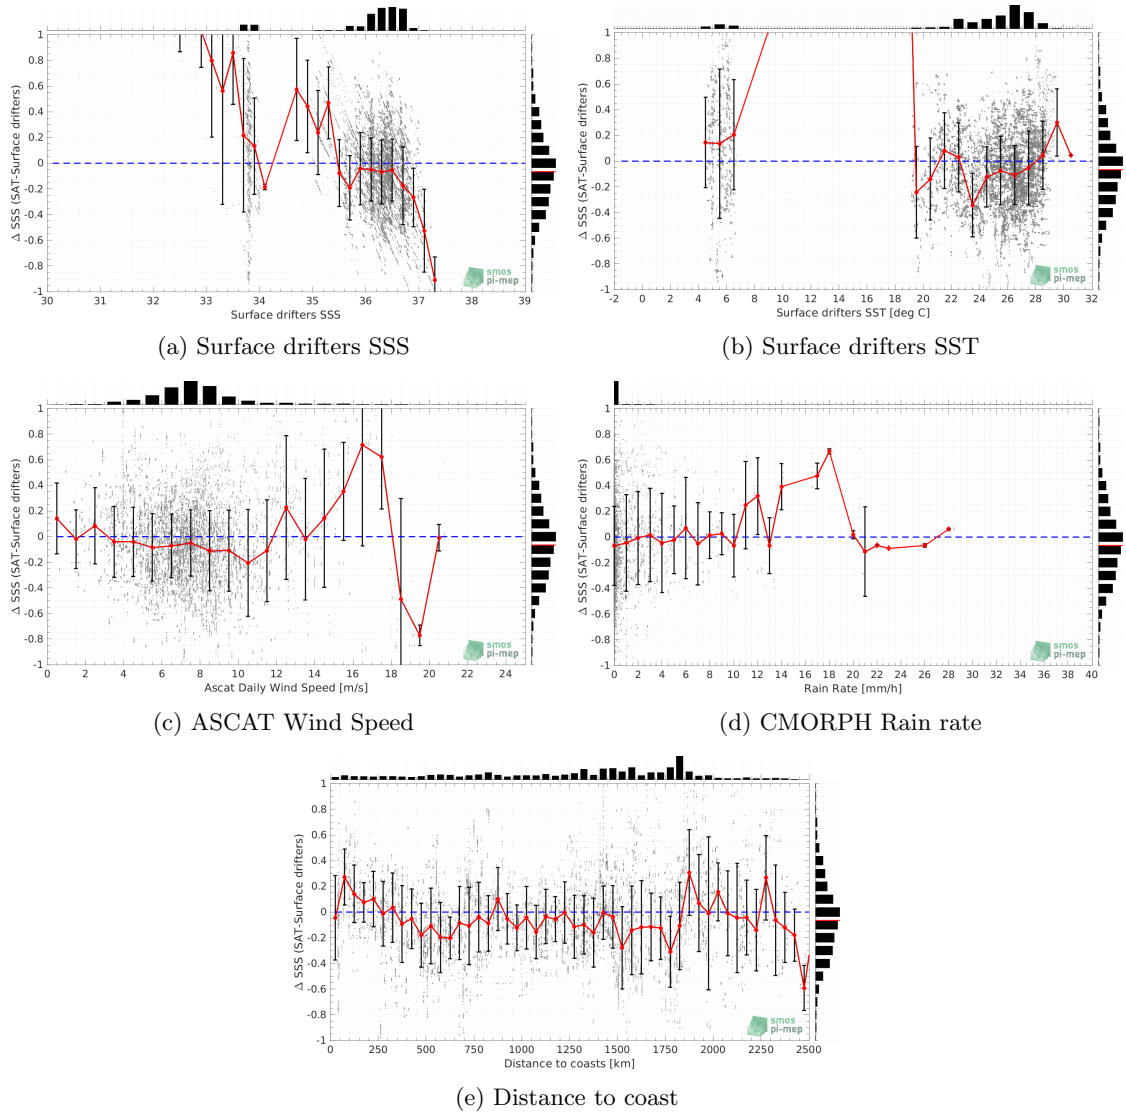 1
0.8
0.6
0.4
0.2
0
-0.2
-0.4
-0.6
-0.8
-1
Δ SSS (SAT-Surface drifters)
30 31 32 33 34 35 36 37 38 39
Surface drifters SSS
smos
pi-mep
(a) Surface drifters SSS
1
0.8
0.6
0.4
0.2
0
-0.2
-0.4
-0.6
-0.8
-1
Δ SSS (SAT-Surface drifters)
-2 0 2 4 6 8 10 12 14 16 18 20 22 24 26 28 30 32
Surface drifters SST [deg C]
smos
pi-mep
(b) Surface drifters SST
1
0.8
0.6
0.4
0.2
0
-0.2
-0.4
-0.6
-0.8
-1
Δ SSS (SAT-Surface drifters)
0 2 4 6 8 10 12 14 16 18 20 22 24
Ascat Daily Wind Speed [m/s]
smos
pi-mep
(c) ASCAT Wind Speed
1
0.8
0.6
0.4
0.2
0
-0.2
-0.4
-0.6
-0.8
-1
Δ SSS (SAT-Surface drifters)
0 2 4 6 8 10 12 14 16 18 20 22 24 26 28 30 32 34 36 38 40
Rain Rate [mm/h]
smos
pi-mep
(d) CMORPH Rain rate
1
0.8
0.6
0.4
0.2
0
-0.2
-0.4
-0.6
-0.8
-1
Δ SSS (SAT-Surface drifters)
0 250 500 750 1000 1250 1500 1750 2000 2250 2500
Distance to coasts [km]
smos
pi-mep
(e) Distance to coast